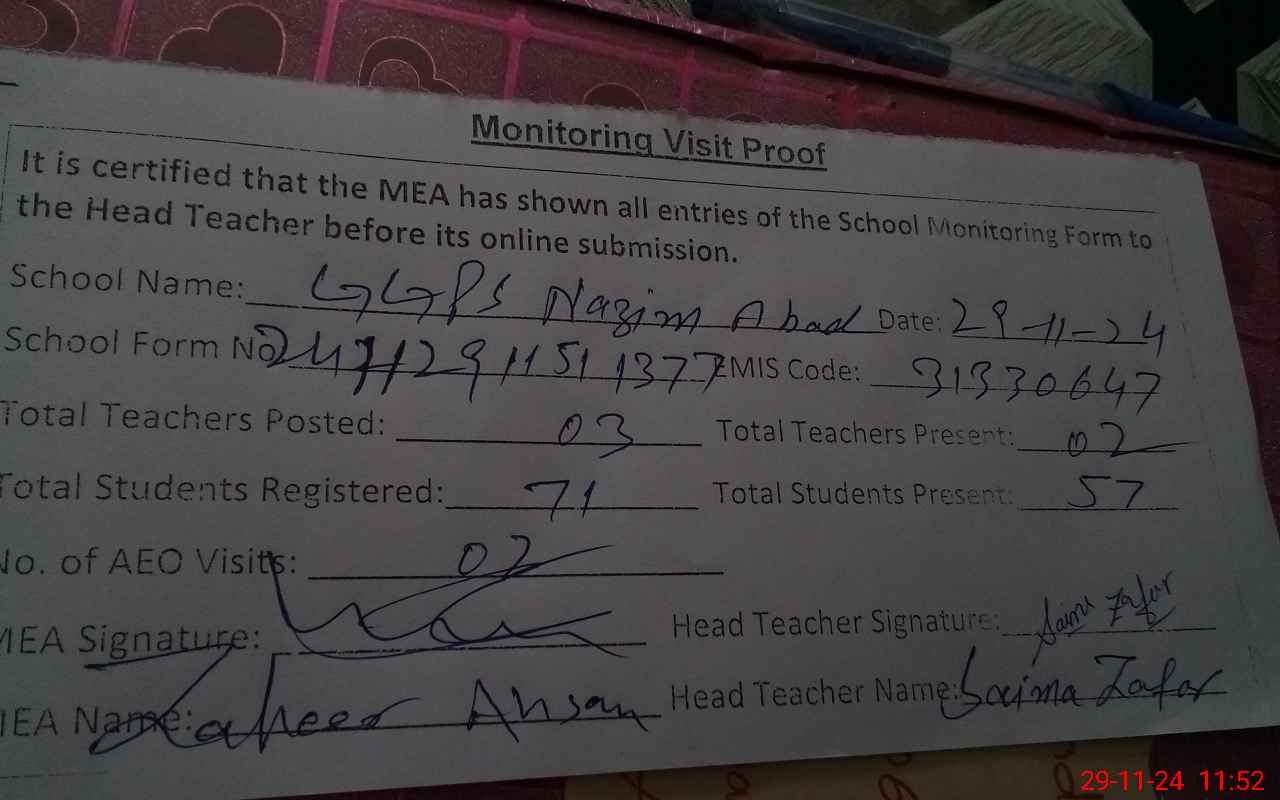 Monitoring Visit Proof
It is certified that the MEA has shown all entries of the School Monitoring Form to
the Head Teacher before its online submission.
School Name: GGPS Nazim Abad Date: 29-11-24
School Form No EMIS Code: 31330647
Total Teachers Posted: 03 Total Teachers Present: 02
Total Students Registered: 71 Total Students Present: 57
No. of AEO Visits: 02
MEA Signature: Head Teacher Signature: Saima Zafar
MEA Name: Zaheer Ahsan Head Teacher Name: Saima Zafar
29-11-24 11:52